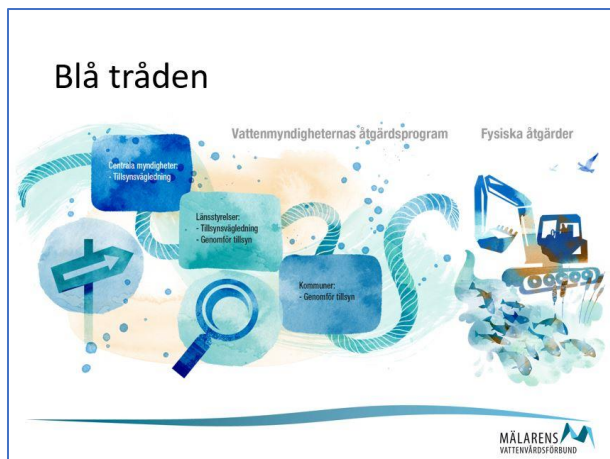 Blå tråden
Vattenmyndigheternas åtgärdsprogram
Fysiska åtgärder
Centrala myndigheter:
- Tillsynsvägledning
Länsstyrelser:
- Tillsynsvägledning
- Genomför tillsyn
Kommuner:
- Genomför tillsyn
MÄLARENS
VATTENVÅRDSFÖRBUND